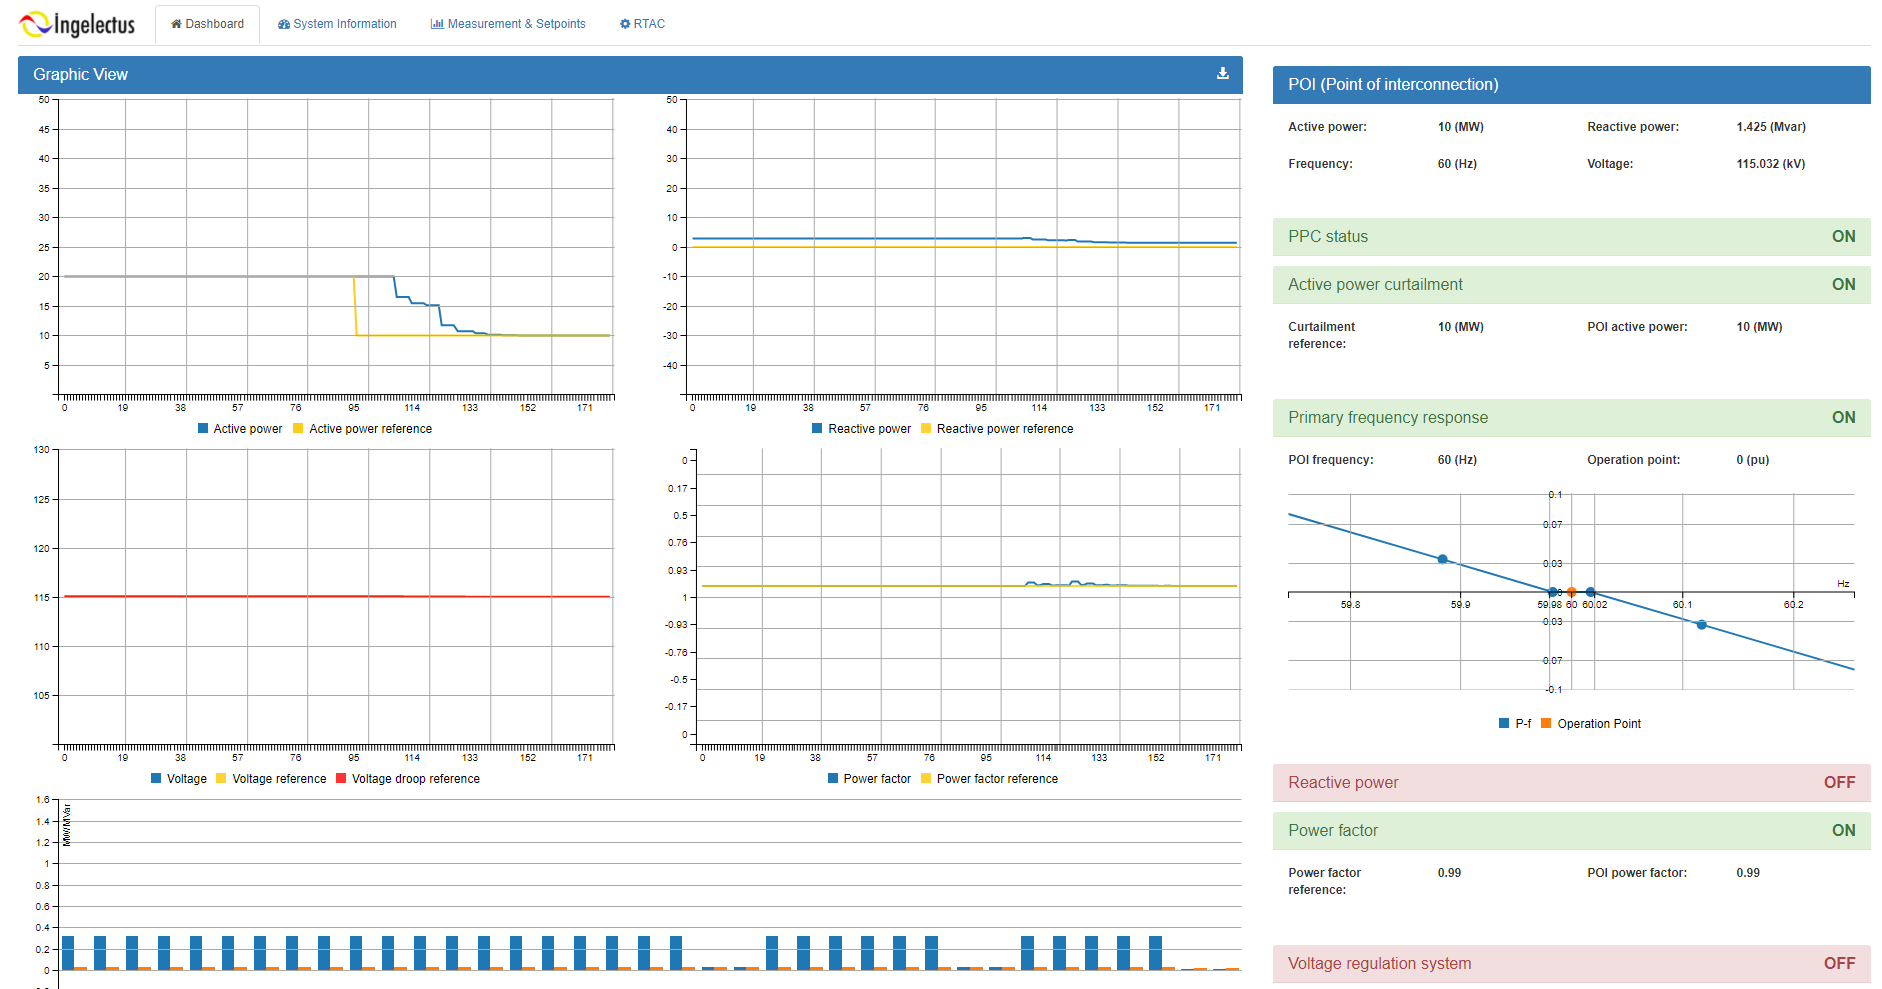 ingelectus
Dashboard
System Information
Measurement & Setpoints
RTAC
Graphic View
50
45
40
35
30
25
20
15
10
5
0 19 38 57 76 95 114 133 152 171
Active power Active power reference
50
40
30
20
10
0
-10
-20
-30
-40
0 19 38 57 76 95 114 133 152 171
Reactive power Reactive power reference
130
125
120
115
110
105
0 19 38 57 76 95 114 133 152 171
Voltage Voltage reference Voltage droop reference
0
0.17
0.5
0.76
0.93
1
-0.93
-0.76
-0.5
-0.17
0
0 19 38 57 76 95 114 133 152 171
Power factor Power factor reference
MW/MVar
1.6
1.4
1.2
1
0.8
0.6
0.4
0.2
0
POI (Point of interconnection)
Active power: 10 (MW) Reactive power: 1.425 (Mvar)
Frequency: 60 (Hz) Voltage: 115.032 (kV)
PPC status ON
Active power curtailment ON
Curtailment reference: 10 (MW) POI active power: 10 (MW)
Primary frequency response ON
POI frequency: 60 (Hz) Operation point: 0 (pu)
0.1
0.07
0.03
Hz
59.8 59.9 59.98 60 60.02 60.1 60.2
-0.03
-0.07
-0.1
P-f Operation Point
Reactive power OFF
Power factor ON
Power factor reference: 0.99 POI power factor: 0.99
Voltage regulation system OFF